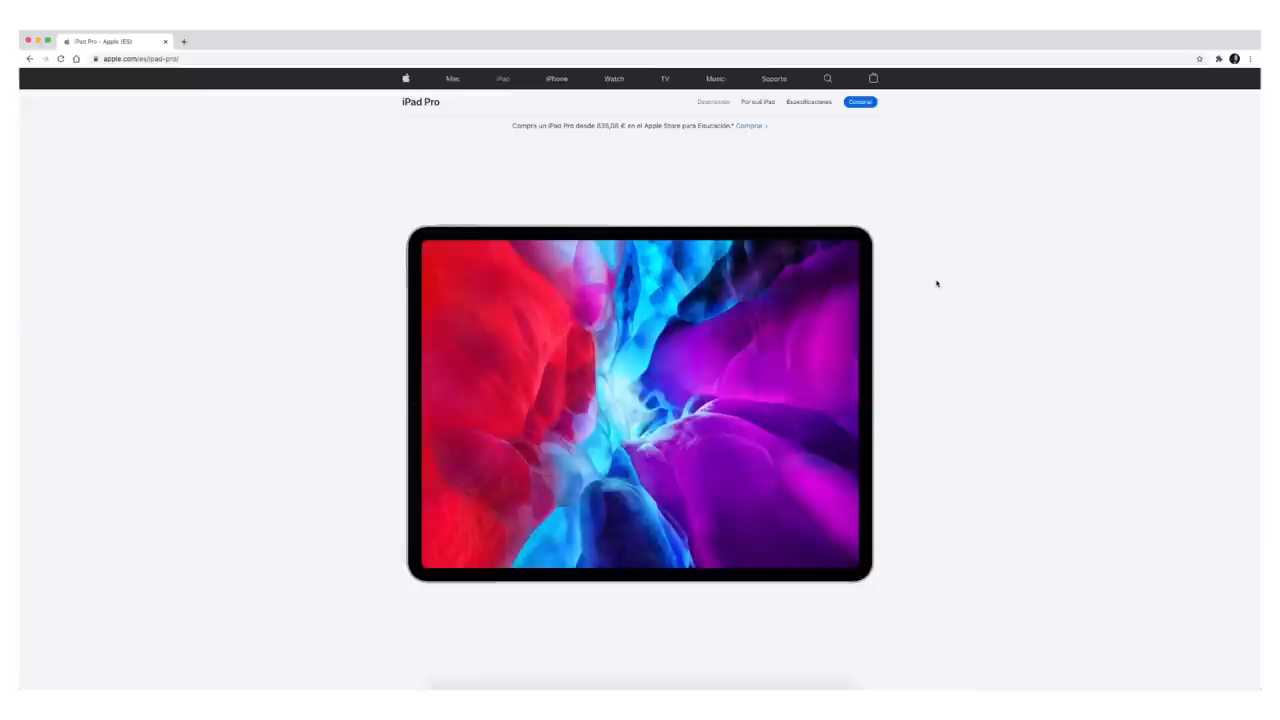 iPad Pro - Apple (ES)
apple.com/es/ipad-pro/
Mac iPad iPhone Watch TV Music Soporte
iPad Pro Descripción Por qué iPad Especificaciones Comprar
Compra un iPad Pro desde 835,08 € en el Apple Store para Educación.* Comprar ›